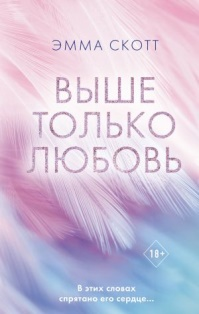 ЭММА СКОТТ
ВЫШЕ
ТОЛЬКО
ЛЮБОВЬ
18+
В этих словах
спрятано его сердце...